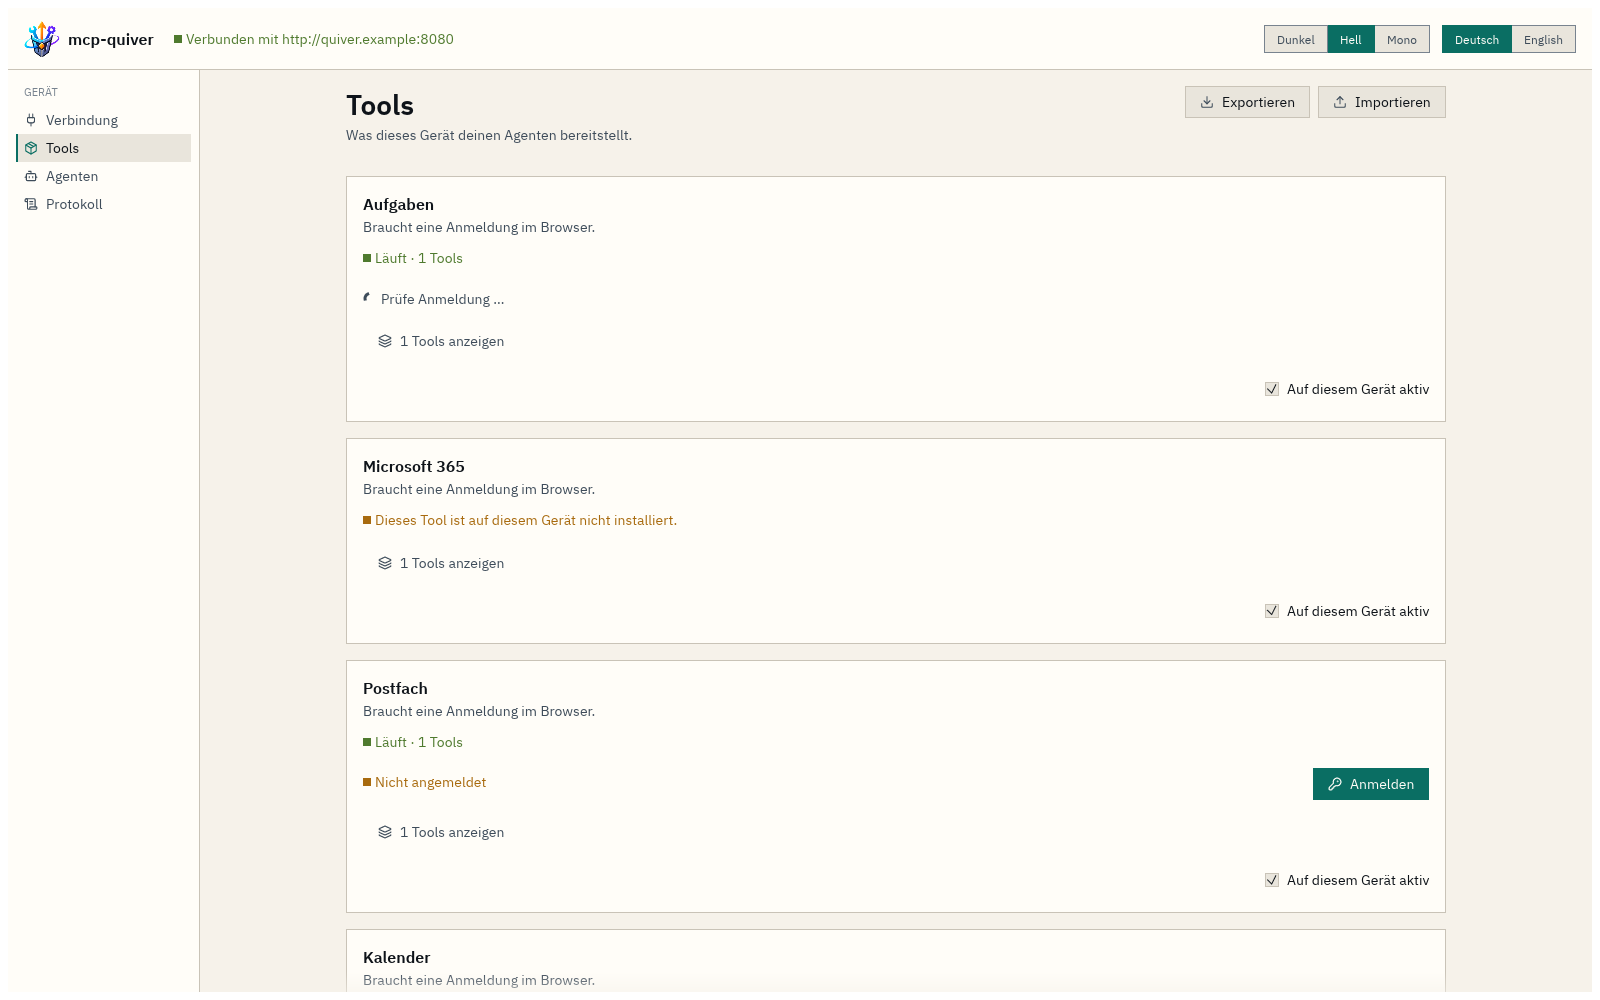 mcp-quiver
Verbunden mit http://quiver.example:8080
Dunkel Hell Mono Deutsch English
GERÄT
Verbindung
Tools
Agenten
Protokoll
Tools
Was dieses Gerät deinen Agenten bereitstellt.
Exportieren Importieren
Aufgaben
Braucht eine Anmeldung im Browser.
Läuft · 1 Tools
Prüfe Anmeldung …
1 Tools anzeigen
Auf diesem Gerät aktiv
Microsoft 365
Braucht eine Anmeldung im Browser.
Dieses Tool ist auf diesem Gerät nicht installiert.
1 Tools anzeigen
Auf diesem Gerät aktiv
Postfach
Braucht eine Anmeldung im Browser.
Läuft · 1 Tools
Nicht angemeldet
Anmelden
1 Tools anzeigen
Auf diesem Gerät aktiv
Kalender
Braucht eine Anmeldung im Browser.